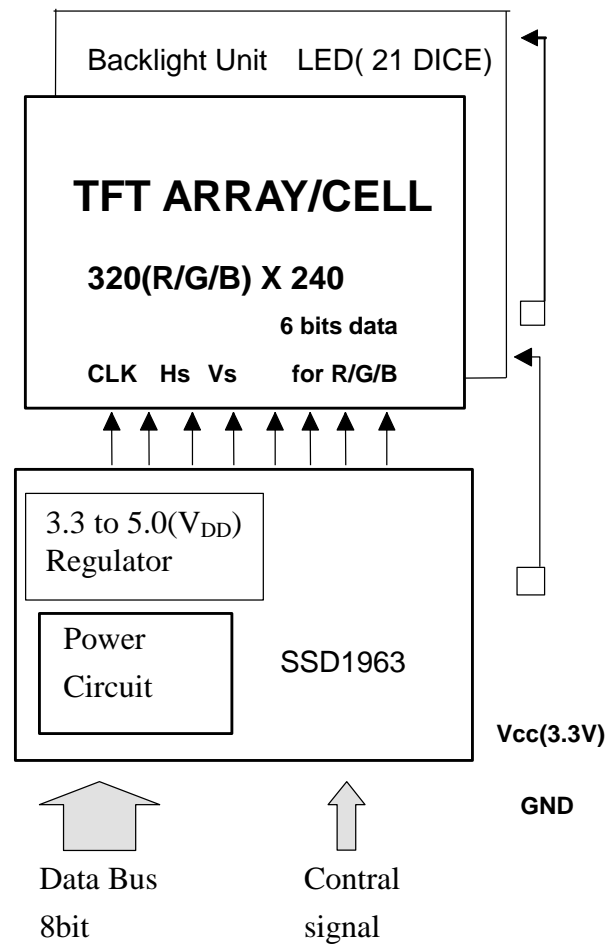 Backlight Unit LED( 21 DICE)
TFT ARRAY/CELL
320(R/G/B) X 240
6 bits data
CLK Hs Vs for R/G/B
3.3 to 5.0(VDD)
Regulator
Power
Circuit
SSD1963
Vcc(3.3V)
GND
Data Bus
8bit
Contral
signal